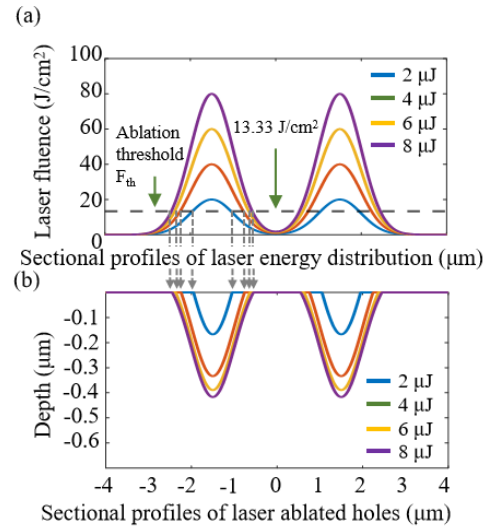 (a)
Laser fluence (J/cm²)
100
80
60
40
20
0
2 μJ
4 μJ
6 μJ
8 μJ
Ablation
threshold
Fth
13.33 J/cm²
Sectional profiles of laser energy distribution (μm)
(b)
Depth (μm)
-0.1
-0.2
-0.3
-0.4
-0.5
-0.6
2 μJ
4 μJ
6 μJ
8 μJ
-4 -3 -2 -1 0 1 2 3 4
Sectional profiles of laser ablated holes (μm)